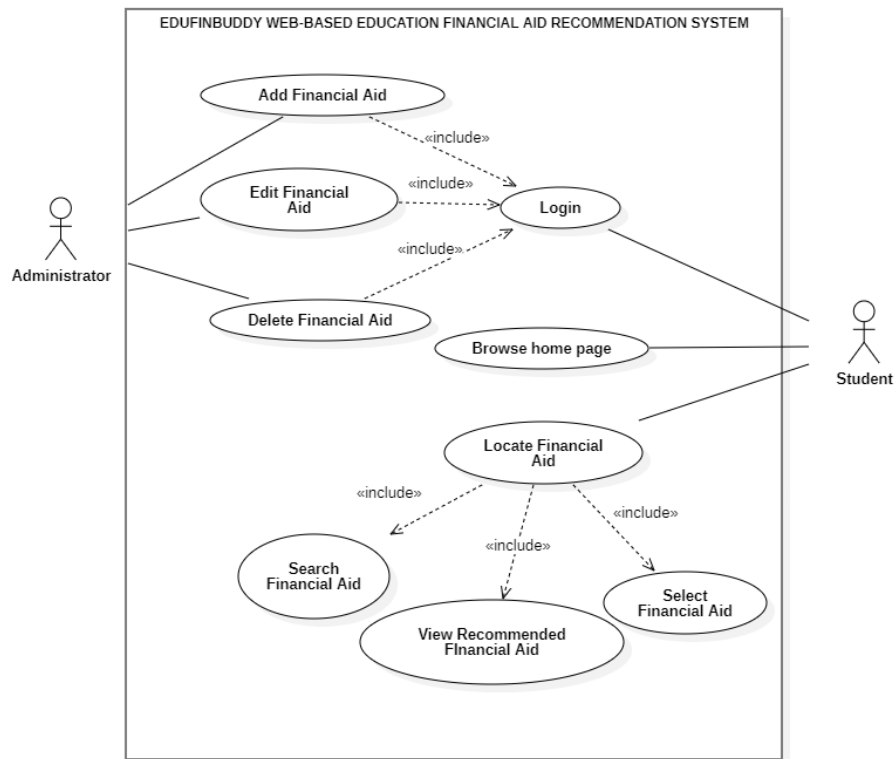 EDUFINBUDDY WEB-BASED EDUCATION FINANCIAL AID RECOMMENDATION SYSTEM
Add Financial Aid
«include»
Edit Financial
Aid
«include»
Login
Administrator
«include»
Delete Financial Aid
Browse home page
Student
Locate Financial
Aid
«include»
«include»
«include»
Search
Financial Aid
Select
Financial Aid
View Recommended
FInancial Aid